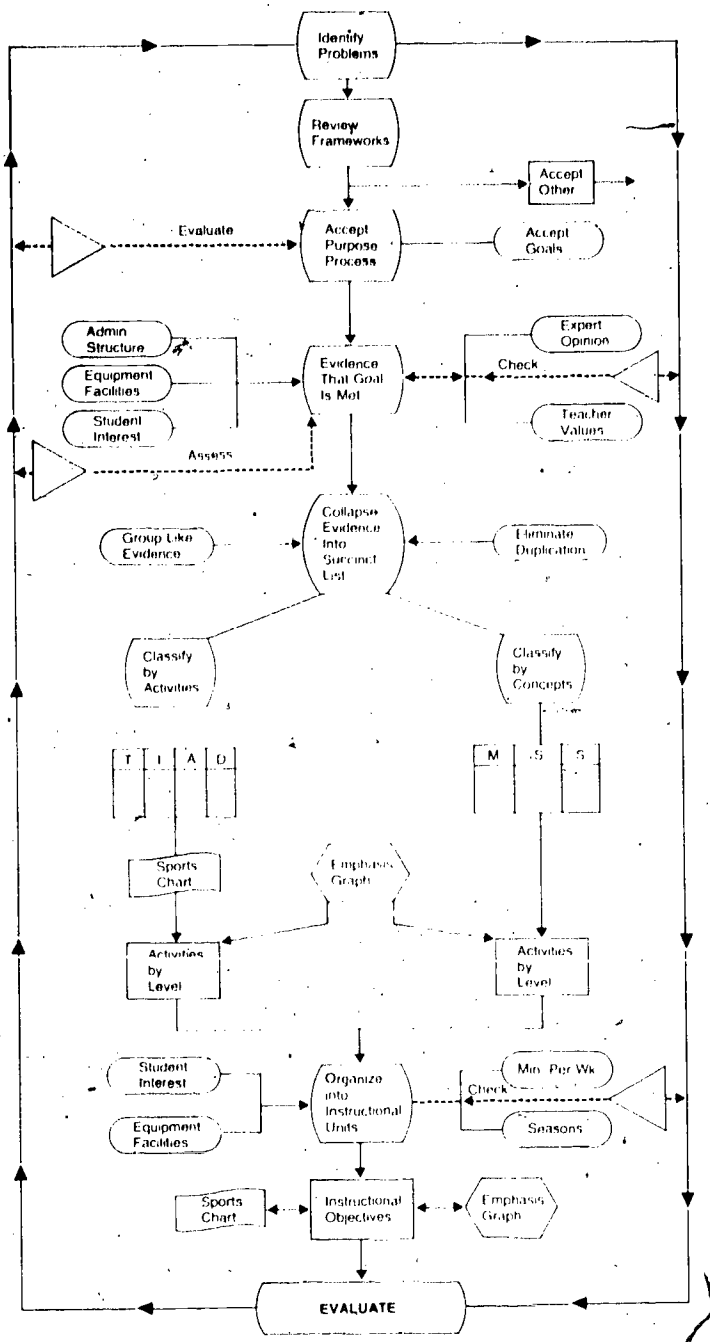 Identify
Problems
Review
Frameworks
Accept
Other
Evaluate
Accept
Purpose
Process
Accept
Goals
Admin
Structure
Equipment
Facilities
Student
Interest
Evidence
That Goal
Is Met
Expert
Opinion
Check
Teacher
Values
Assess
Group Like
Evidence
Collapse
Evidence
Into
Succinct
List
Eliminate
Duplication
Classify
by
Activities
Classify
by
Concepts
T I A D
M S S
Sports
Chart
Emphasis
Graph
Activities
by
Level
Activities
by
Level
Student
Interest
Equipment
Facilities
Organize
into
Instructional
Units
Min. Per Wk.
Check
Seasons
Sports
Chart
Instructional
Objectives
Emphasis
Graph
EVALUATE